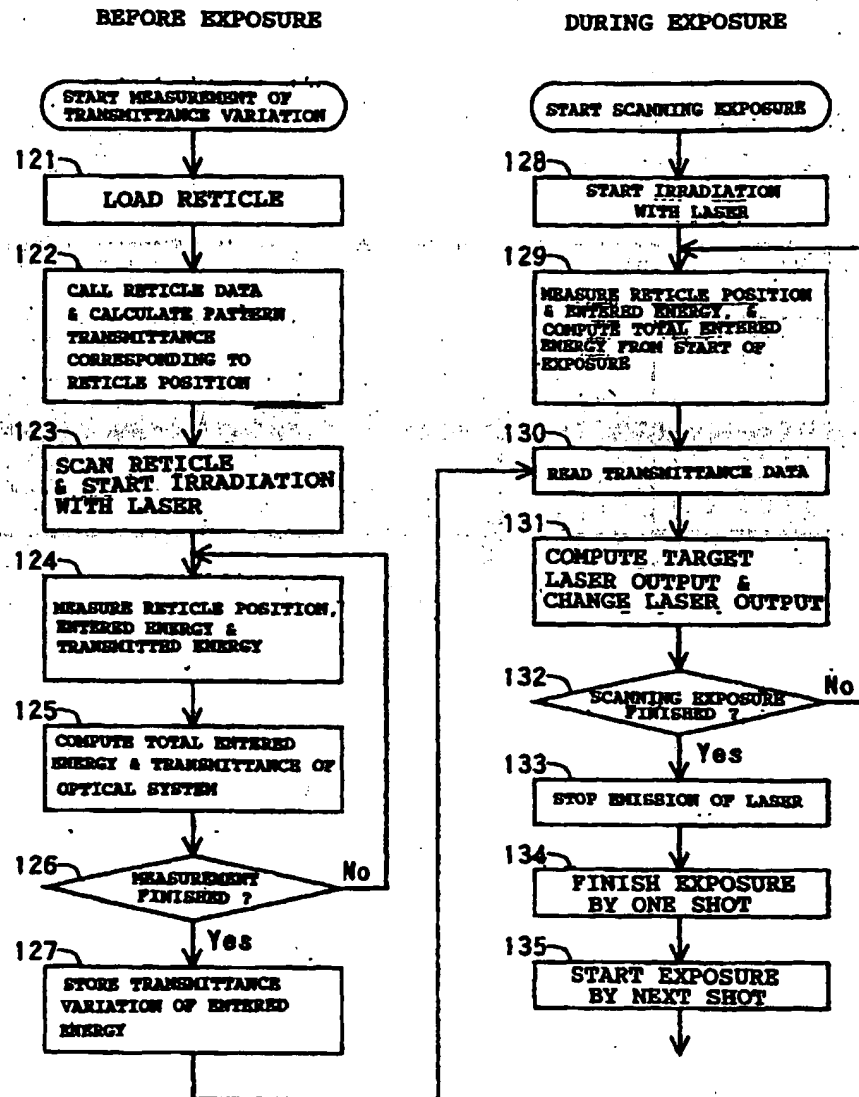 BEFORE EXPOSURE
START MEASUREMENT OF
TRANSMITTANCE VARIATION
121
LOAD RETICLE
122
CALL RETICLE DATA
& CALCULATE PATTERN
TRANSMITTANCE
CORRESPONDING TO
RETICLE POSITION
123
SCAN RETICLE
& START IRRADIATION
WITH LASER
124
MEASURE RETICLE POSITION,
ENTERED ENERGY &
TRANSMITTED ENERGY
125
COMPUTE TOTAL ENTERED
ENERGY & TRANSMITTANCE OF
OPTICAL SYSTEM
126
MEASUREMENT
FINISHED ?
No
Yes
127
STORE TRANSMITTANCE
VARIATION OF ENTERED
ENERGY
DURING EXPOSURE
START SCANNING EXPOSURE
128
START IRRADIATION
WITH LASER
129
MEASURE RETICLE POSITION
& ENTERED ENERGY, &
COMPUTE TOTAL ENTERED
ENERGY FROM START OF
EXPOSURE
130
READ TRANSMITTANCE DATA
131
COMPUTE TARGET
LASER OUTPUT &
CHANGE LASER OUTPUT
132
SCANNING EXPOSURE
FINISHED ?
No
Yes
133
STOP EMISSION OF LASER
134
FINISH EXPOSURE
BY ONE SHOT
135
START EXPOSURE
BY NEXT SHOT